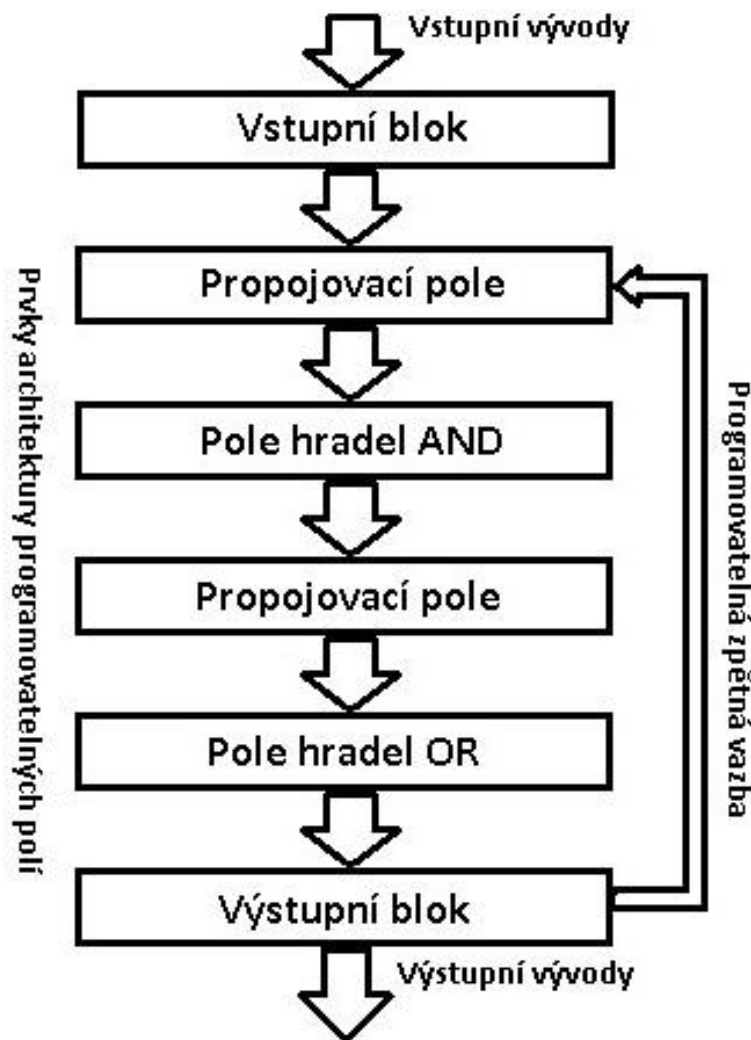 Vstupní vývody
Vstupní blok
Propojovací pole
Pole hradel AND
Propojovací pole
Pole hradel OR
Výstupní blok
Výstupní vývody
Prvky architektury programovatelných polí
Programovatelná zpětná vazba